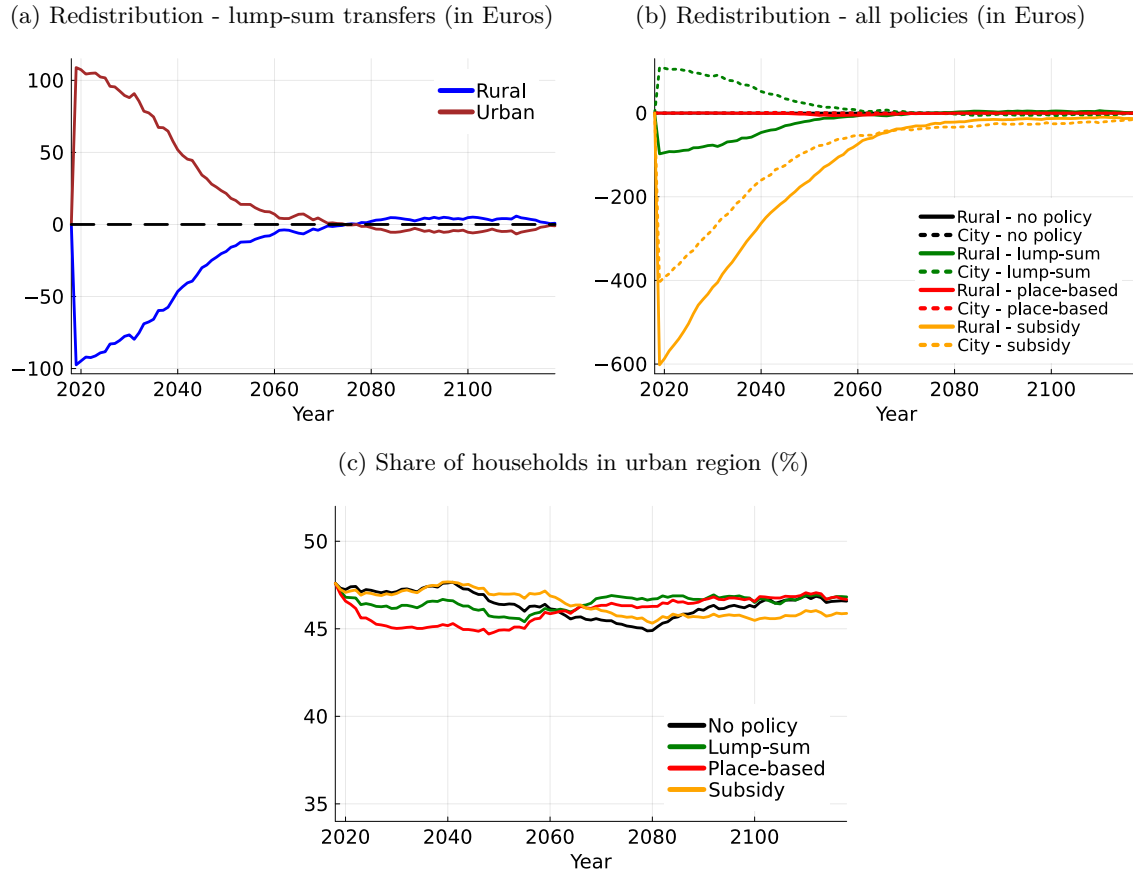 (a) Redistribution - lump-sum transfers (in Euros)
100
50
0
−50
−100
2020 2040 2060 2080 2100
Year
Rural
Urban
(b) Redistribution - all policies (in Euros)
0
−200
−400
−600
2020 2040 2060 2080 2100
Year
Rural - no policy
City - no policy
Rural - lump-sum
City - lump-sum
Rural - place-based
City - place-based
Rural - subsidy
City - subsidy
(c) Share of households in urban region (%)
50
45
40
35
2020 2040 2060 2080 2100
Year
No policy
Lump-sum
Place-based
Subsidy